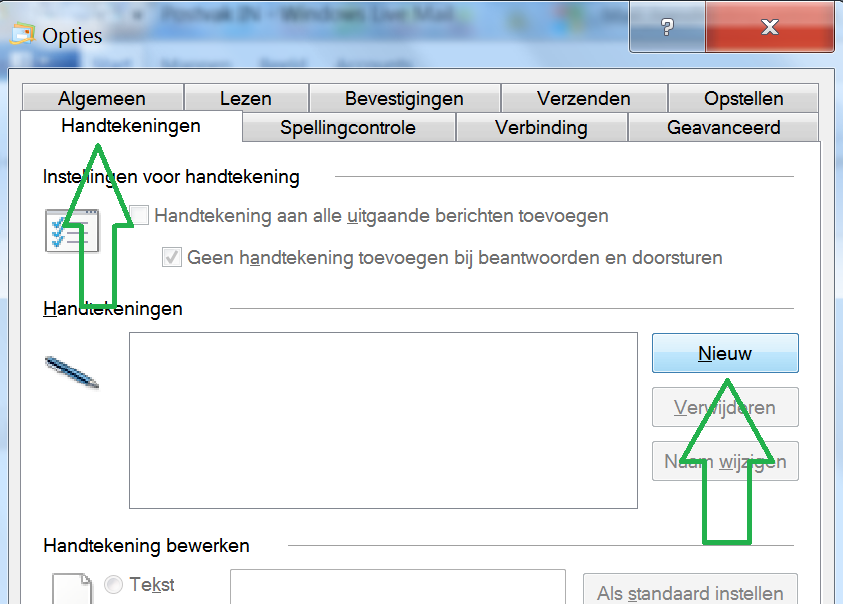 Postvak IN - Windows Live Mail
Opties
?
Algemeen Lezen Bevestigingen Verzenden Opstellen
Handtekeningen Spellingcontrole Verbinding Geavanceerd
Instellingen voor handtekening
Handtekening aan alle uitgaande berichten toevoegen
Geen handtekening toevoegen bij beantwoorden en doorsturen
Handtekeningen
Nieuw
Verwijderen
Naam wijzigen
Handtekening bewerken
Tekst
Als standaard instellen